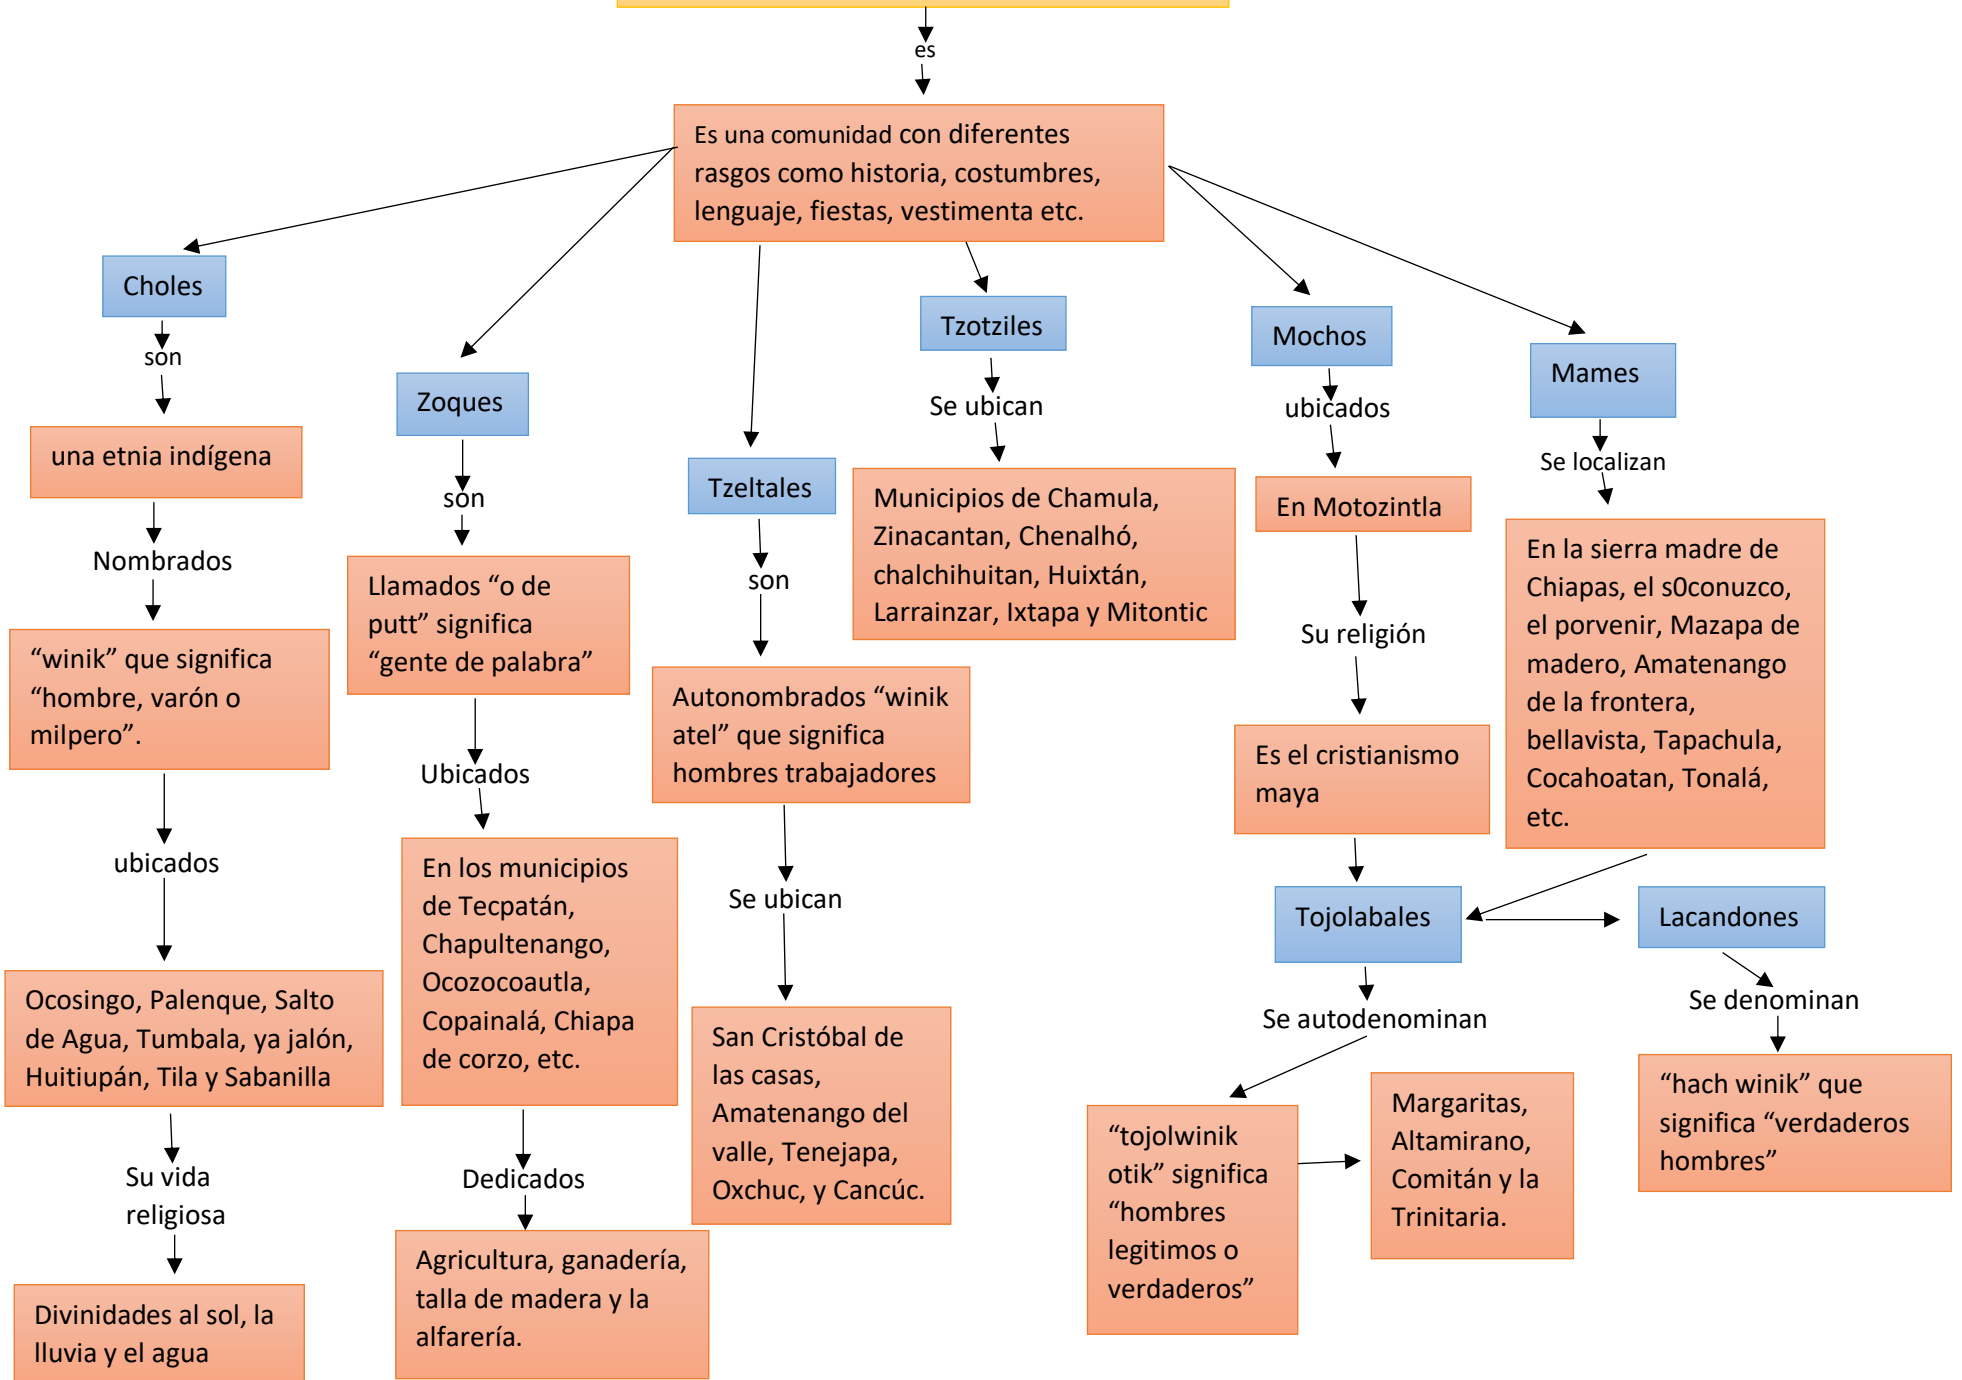 es
Es una comunidad con diferentes
rasgos como historia, costumbres,
lenguaje, fiestas, vestimenta etc.
Choles
son
una etnia indígena
Nombrados
“winik” que significa
“hombre, varón o
milpero”.
ubicados
Ocosingo, Palenque, Salto
de Agua, Tumbala, ya jalón,
Huitiupán, Tila y Sabanilla
Su vida
religiosa
Divinidades al sol, la
lluvia y el agua
Zoques
son
Llamados “o de
putt” significa
“gente de palabra”
Ubicados
En los municipios
de Tecpatán,
Chapultenango,
Ocozocoautla,
Copainalá, Chiapa
de corzo, etc.
Dedicados
Agricultura, ganadería,
talla de madera y la
alfarería.
Tzeltales
son
Autonombrados “winik
atel” que significa
hombres trabajadores
Se ubican
San Cristóbal de
las casas,
Amatenango del
valle, Tenejapa,
Oxchuc, y Cancúc.
Tzotziles
Se ubican
Municipios de Chamula,
Zinacantan, Chenalhó,
chalchihuitan, Huixtán,
Larrainzar, Ixtapa y Mitontic
Mochos
ubicados
En Motozintla
Su religión
Es el cristianismo
maya
Mames
Se localizan
En la sierra madre de
Chiapas, el s0conuzco,
el porvenir, Mazapa de
madero, Amatenango
de la frontera,
bellavista, Tapachula,
Cocahoatan, Tonalá,
etc.
Tojolabales
Se autodenominan
“tojolwinik
otik” significa
“hombres
legitimos o
verdaderos”
Margaritas,
Altamirano,
Comitán y la
Trinitaria.
Lacandones
Se denominan
“hach winik” que
significa “verdaderos
hombres”